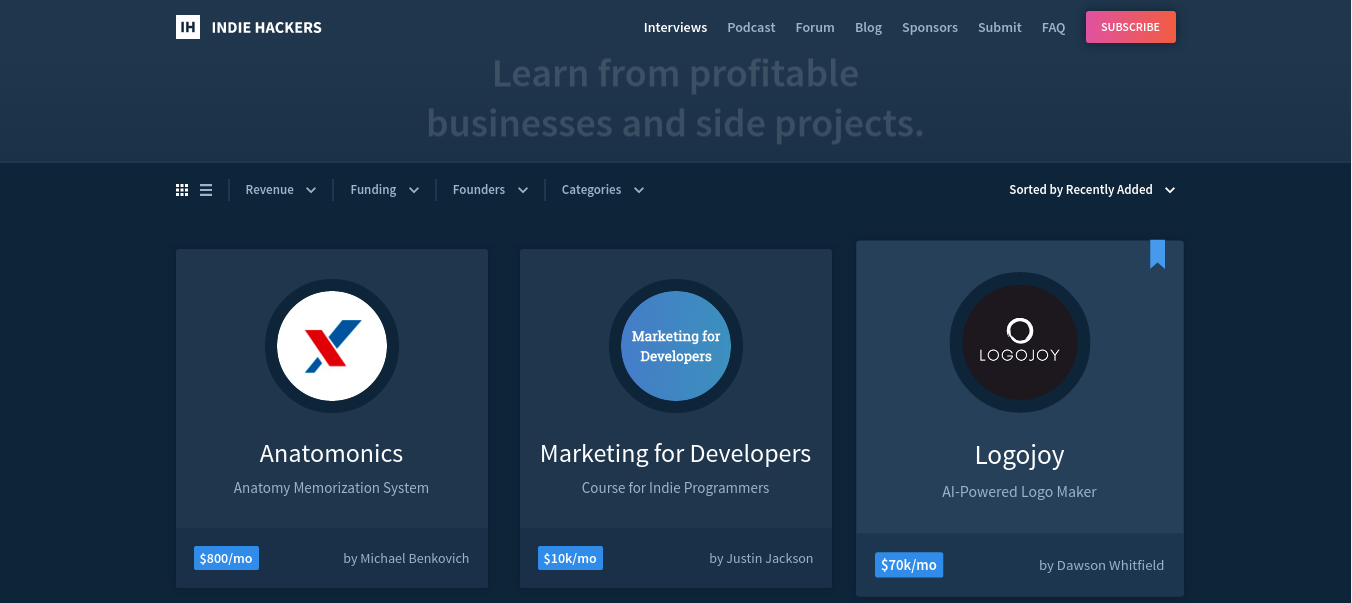 IH INDIE HACKERS
Interviews Podcast Forum Blog Sponsors Submit FAQ SUBSCRIBE
Learn from profitable
businesses and side projects.
Revenue Funding Founders Categories Sorted by Recently Added
Marketing for
Developers
LOGOJOY
Anatomonics
Anatomy Memorization System
$800/mo by Michael Benkovich
Marketing for Developers
Course for Indie Programmers
$10k/mo by Justin Jackson
Logojoy
AI-Powered Logo Maker
$70k/mo by Dawson Whitfield